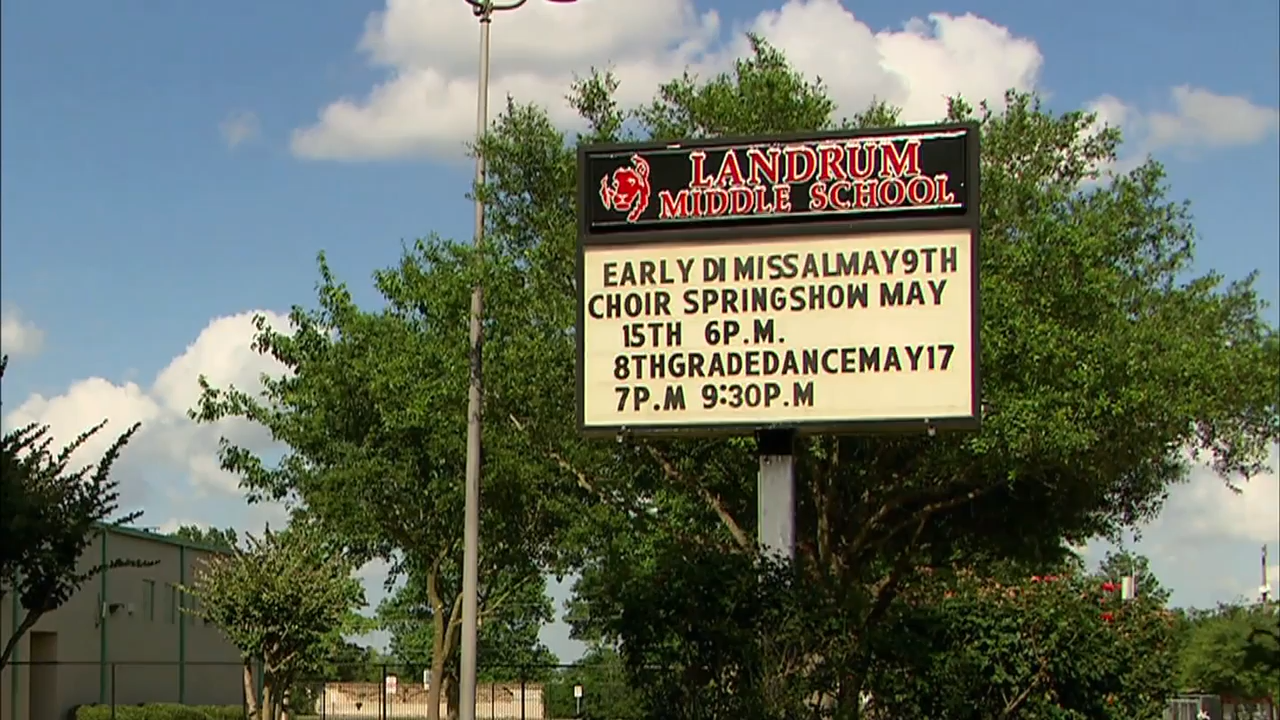 LANDRUM
MIDDLE SCHOOL
EARLY DI MISSALMAY9TH
CHOIR SPRINGSHOW MAY
15TH 6P.M.
8THGRADEDANCEMAY17
7P.M 9:30P.M